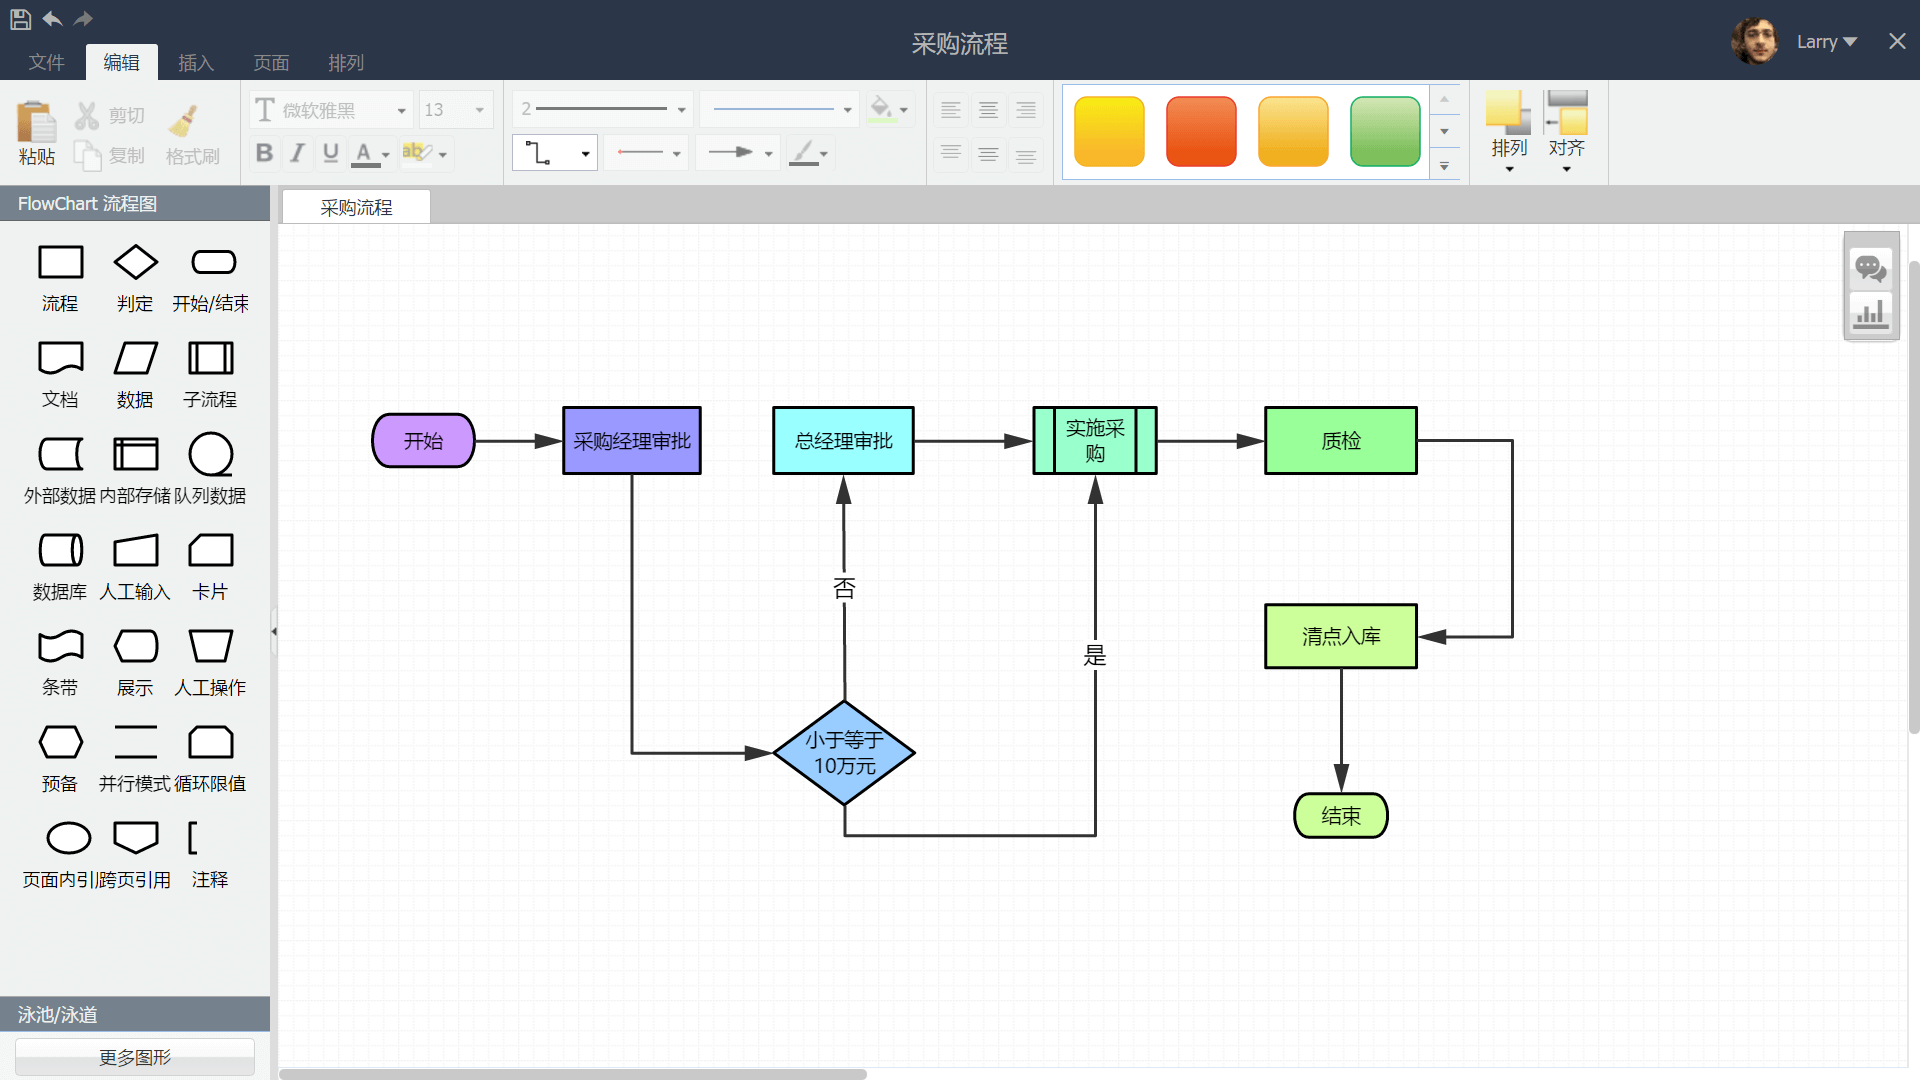 采购流程
Larry
文件 编辑 插入 页面 排列
粘贴
剪切
复制
格式刷
T 微软雅黑 13
B I U A ab
2
排列 对齐
FlowChart 流程图
采购流程
流程 判定 开始/结束
文档 数据 子流程
外部数据 内部存储 队列数据
数据库 人工输入 卡片
条带 展示 人工操作
预备 并行模式 循环限值
页面内引 跨页引用 注释
泳池/泳道
更多图形
开始
采购经理审批
总经理审批
实施采
购
质检
否
是
清点入库
小于等于
10万元
结束